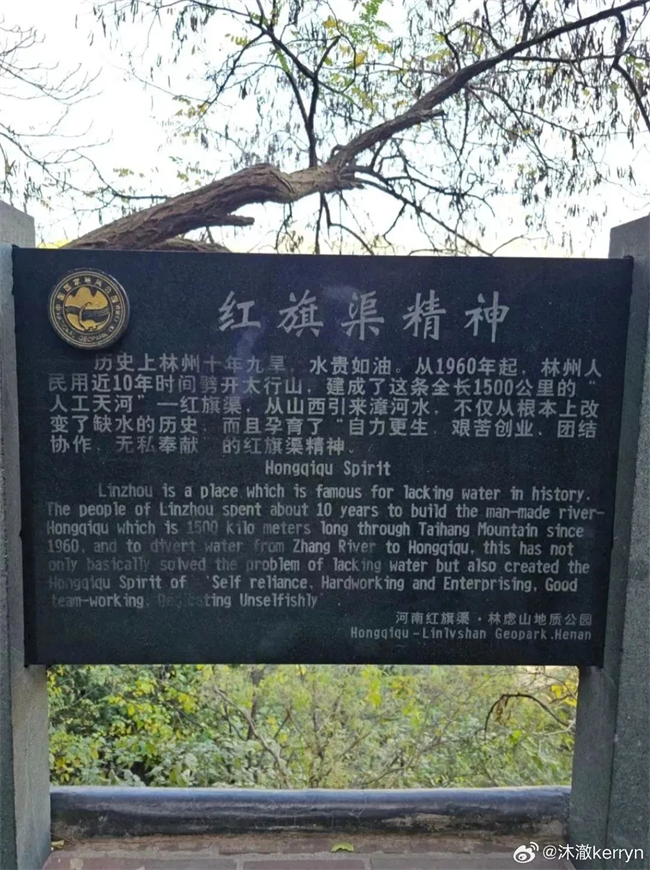 红旗渠精神
历史上林州十年九旱，水贵如油。从1960年起，林州人
民用近10年时间劈开太行山，建成了这条全长1500公里的“
人工天河”—红旗渠，从山西引来漳河水，不仅从根本上改
变了缺水的历史，而且孕育了“自力更生、艰苦创业、团结
协作、无私奉献”的红旗渠精神。
Hongqiqu Spirit
Linzhou is a place which is famous for lacking water in history.
The people of Linzhou spent about 10 years to build the man-made river-
Hongqiqu which is 1500 kilo meters long through Taihang Mountain since
1960, and to divert water from Zhang River to Hongqiqu, this has not
only basically solved the problem of lacking water but also created the
Hongqiqu Spirit of "Self reliance, Hardworking and Enterprising, Good
team-working, Dedicating Unselfishly"
河南红旗渠·林虑山地质公园
Hongqiqu-Linlvshan Geopark.Henan
@沐澈kerryn